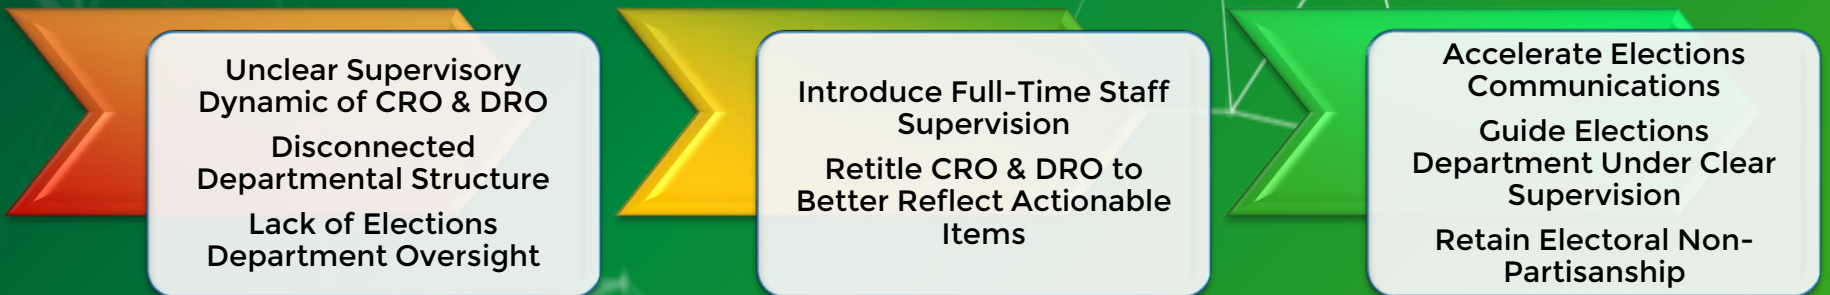 Unclear Supervisory
Dynamic of CRO & DRO
Disconnected
Departmental Structure
Lack of Elections
Department Oversight
Introduce Full-Time Staff
Supervision
Retitle CRO & DRO to
Better Reflect Actionable
Items
Accelerate Elections
Communications
Guide Elections
Department Under Clear
Supervision
Retain Electoral Non-
Partisanship